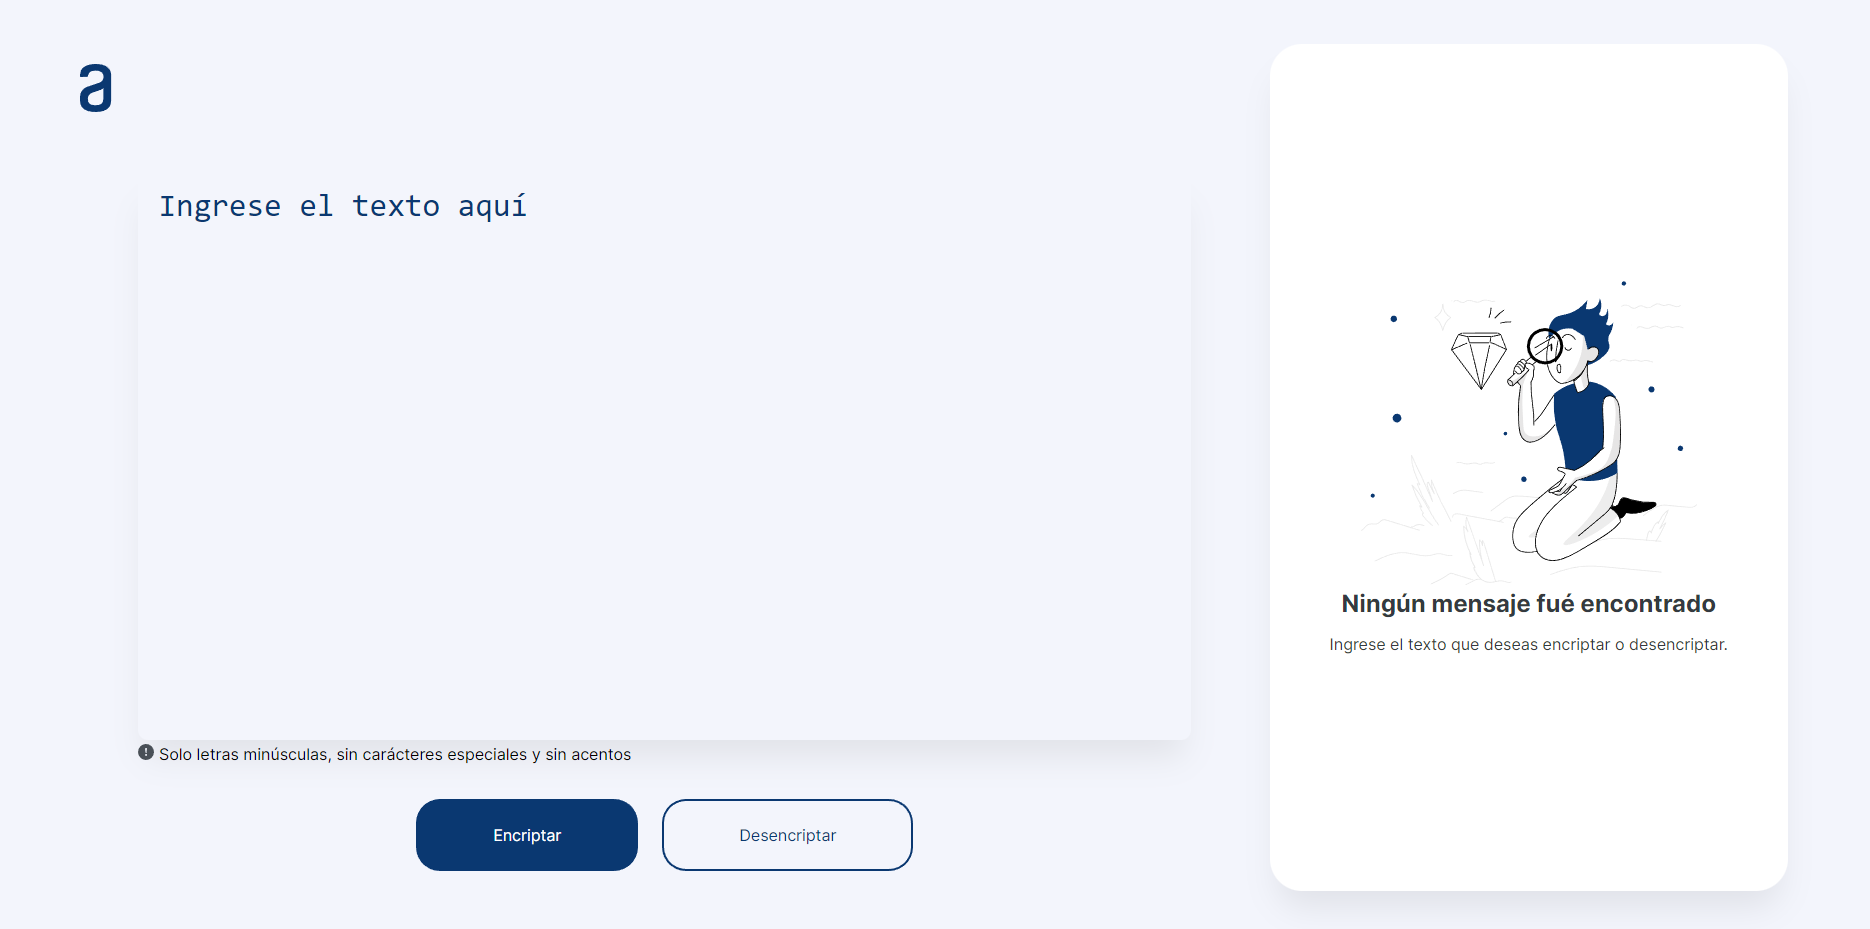 a
Ingrese el texto aquí
Solo letras minúsculas, sin carácteres especiales y sin acentos
Encriptar
Desencriptar
Ningún mensaje fué encontrado
Ingrese el texto que deseas encriptar o desencriptar.